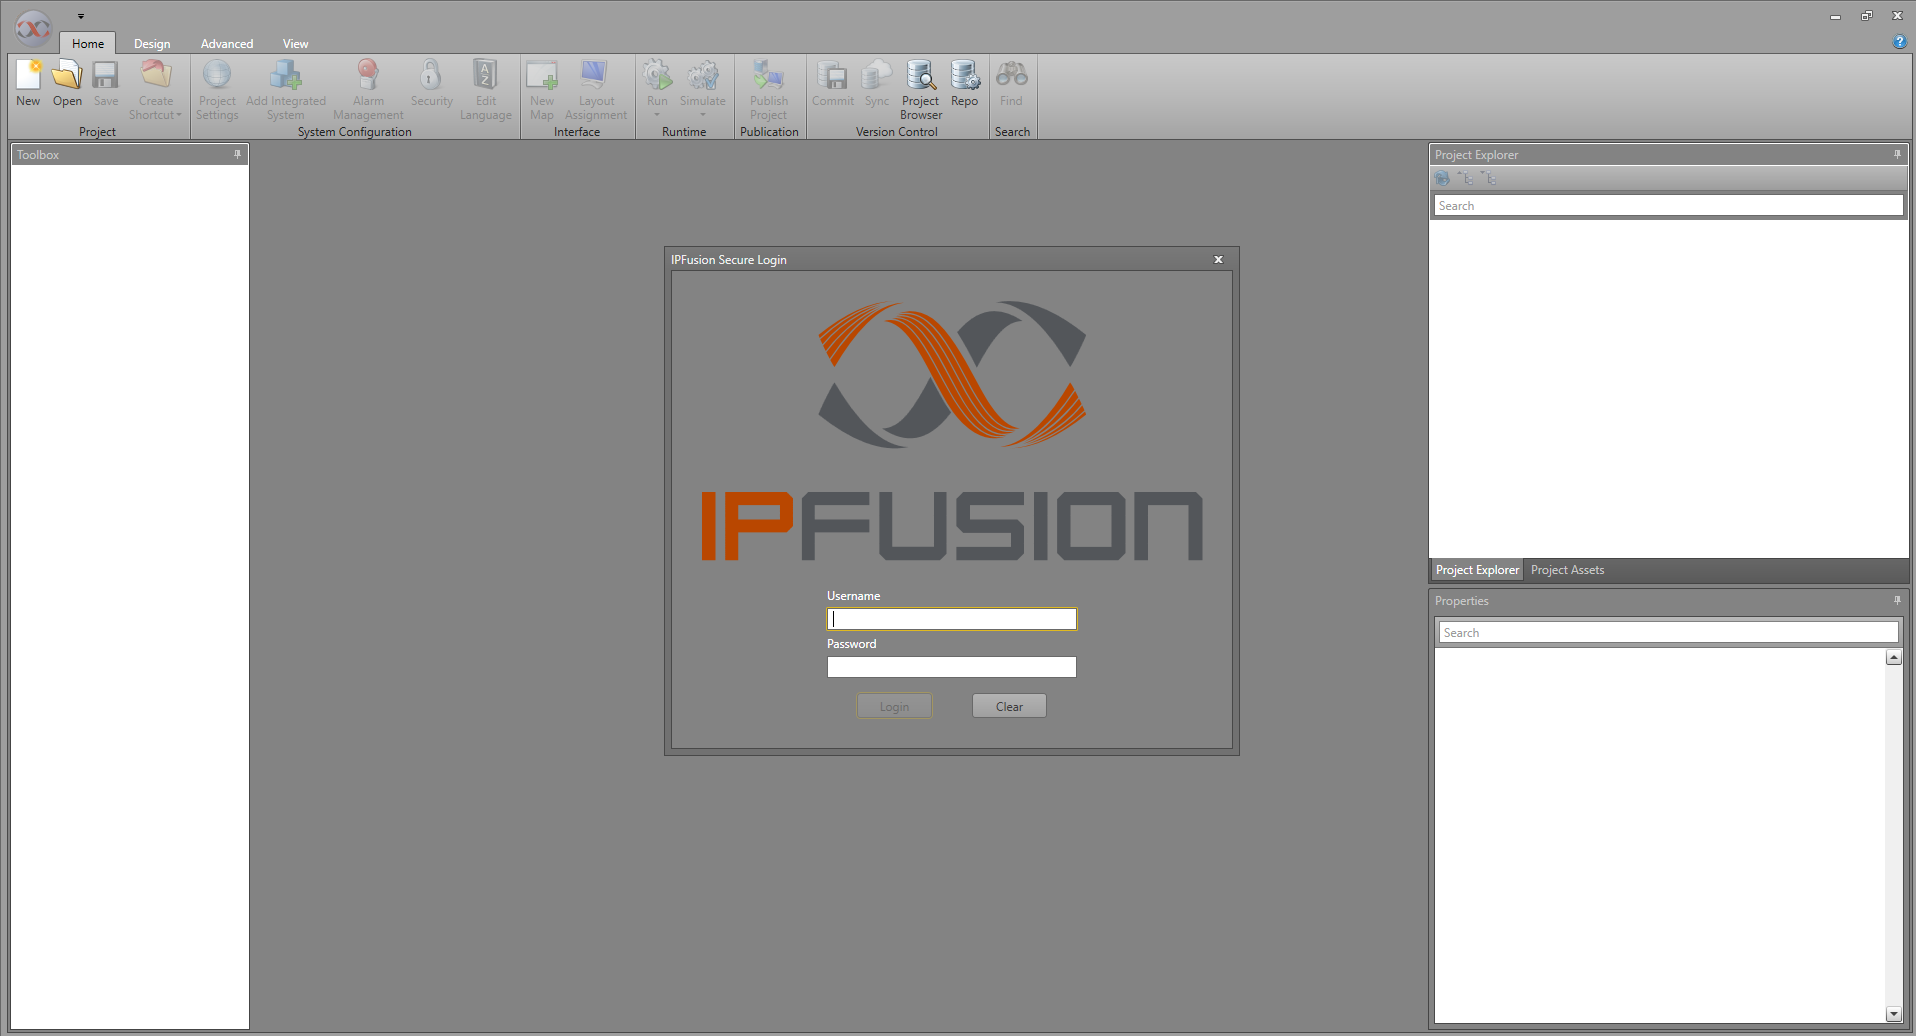 Home Design Advanced View
New Open Save Create Shortcut Project Settings Add Integrated System Alarm Management Security Edit Language New Map Layout Assignment Run Simulate Publish Project Commit Sync Project Browser Repo Find
Project System Configuration Interface Runtime Publication Version Control Search
Toolbox
Project Explorer
Search
IPFusion Secure Login
IPFUSION
Username
Password
Login Clear
Project Explorer Project Assets
Properties
Search